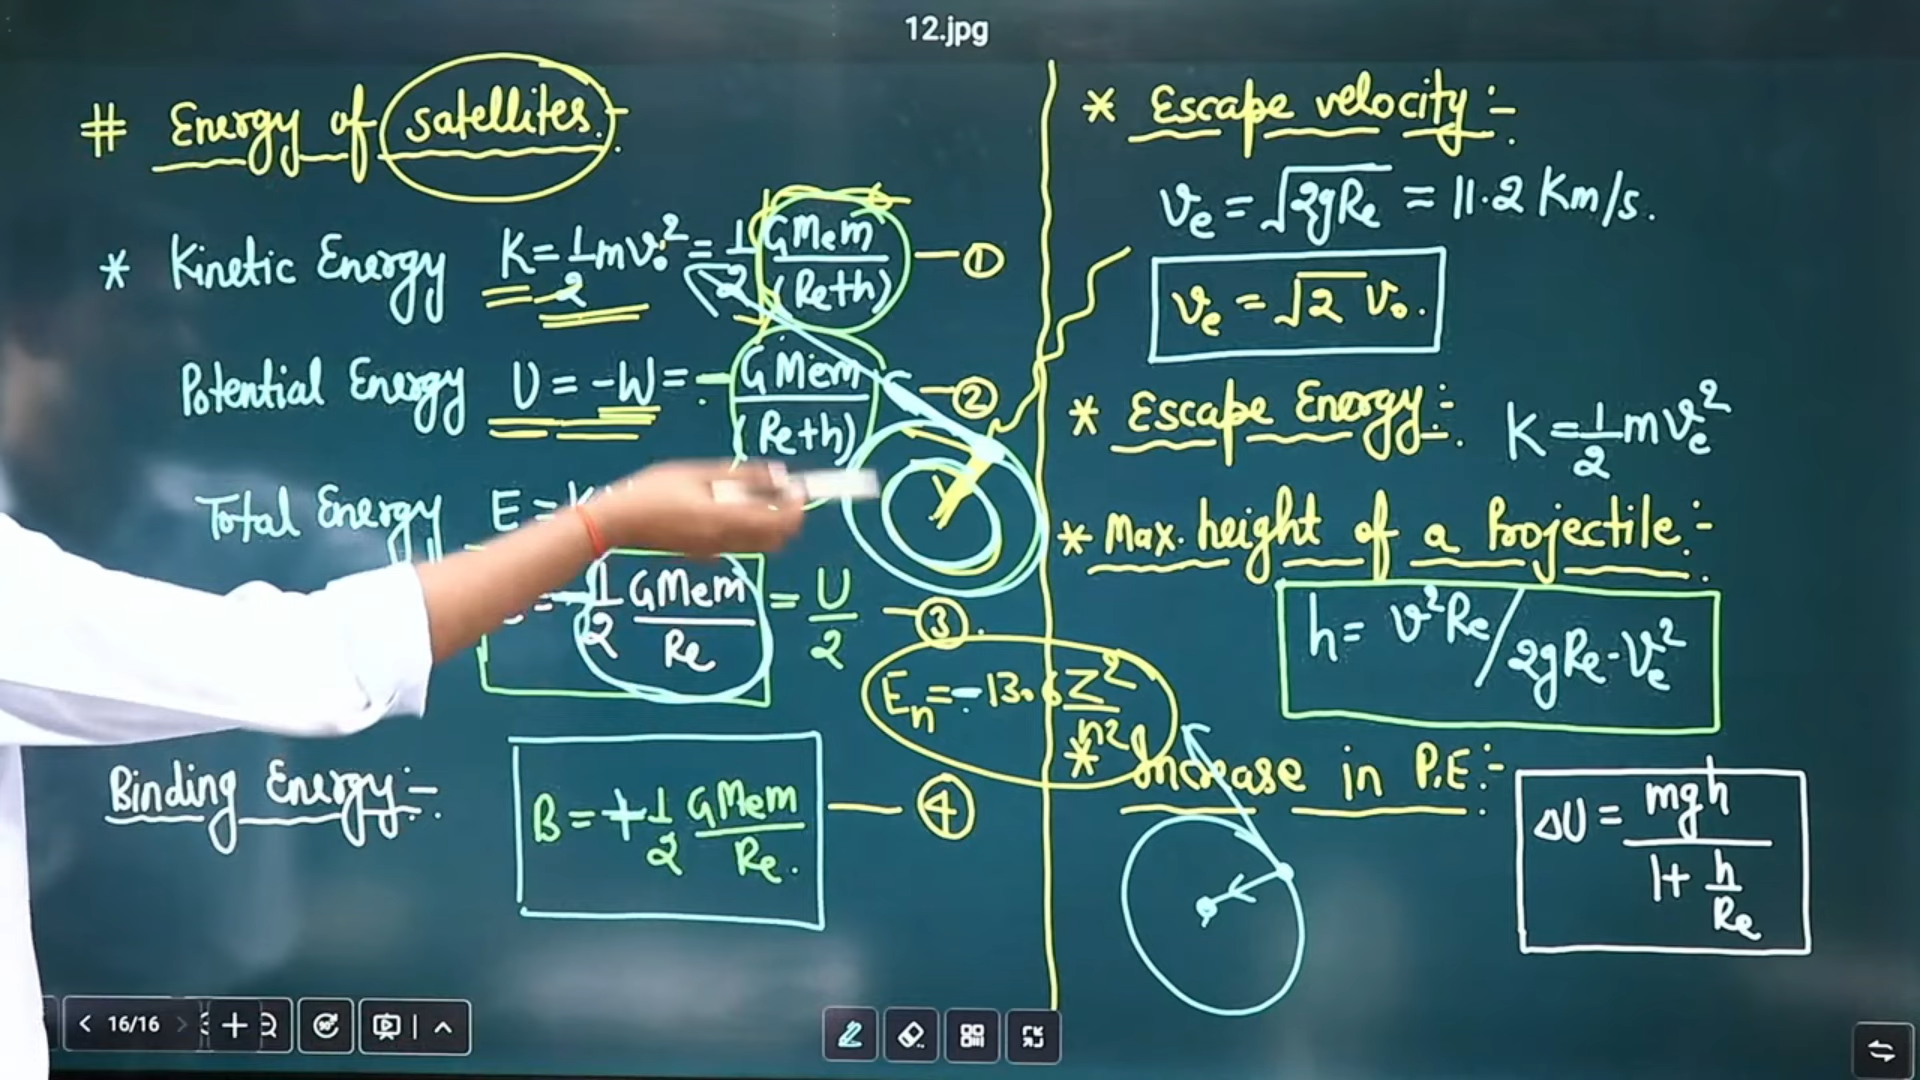 12.jpg
# Energy of satellites :-
* Kinetic Energy K = 1/2 mv₀² = 1/2 GMem/(Re+h) — ①
Potential Energy U = -W = - GMem/(Re+h) — ②
Total Energy E = K
= -1/2 GMem/Re = U/2 — ③.
En = -13.6 Z²/n²
Binding Energy :- B = +1/2 GMem/Re. — ④
* Escape velocity :-
ve = √2gRe = 11.2 Km/s.
ve = √2 v₀.
* Escape Energy :- K = 1/2 mve²
* Max. height of a Projectile :-
h = v²Re/2gRe-Ve²
* Increase in P.E :- ΔU = mgh/1+ h/Re
16/16
90°